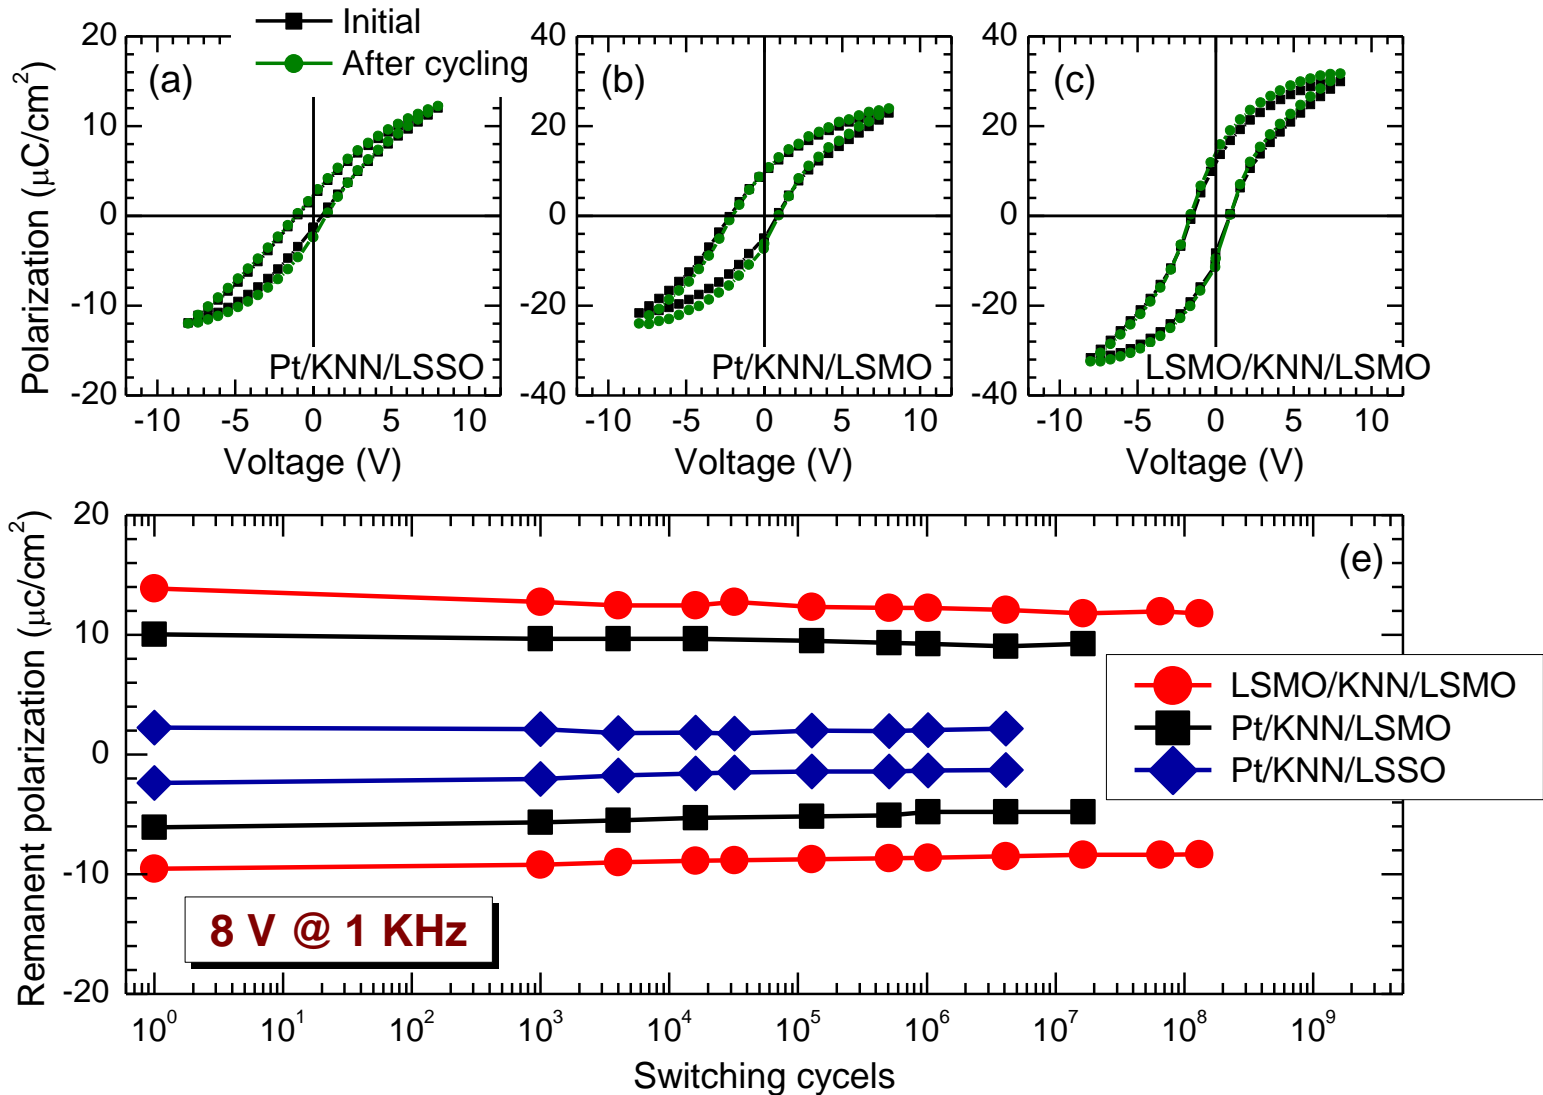 Initial
After cycling
(a)
(b)
(c)
Polarization (μC/cm²)
20
10
0
-10
-20
40
20
0
-20
-40
40
20
0
-20
-40
Pt/KNN/LSSO
Pt/KNN/LSMO
LSMO/KNN/LSMO
-10 -5 0 5 10
-10 -5 0 5 10
-10 -5 0 5 10
Voltage (V)
Voltage (V)
Voltage (V)
(e)
Remanent polarization (μc/cm²)
20
10
0
-10
-20
LSMO/KNN/LSMO
Pt/KNN/LSMO
Pt/KNN/LSSO
8 V @ 1 KHz
10⁰ 10¹ 10² 10³ 10⁴ 10⁵ 10⁶ 10⁷ 10⁸ 10⁹
Switching cycels